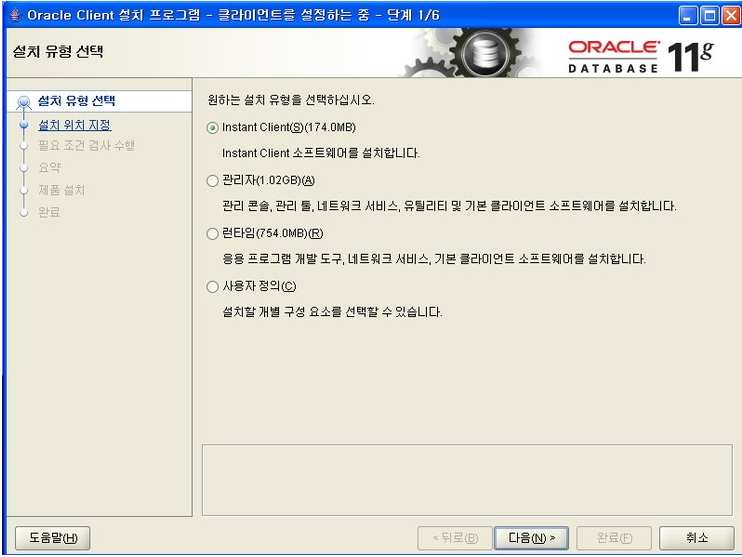 Oracle Client 설치 프로그램 - 클라이언트를 설정하는 중 - 단계 1/6
설치 유형 선택
ORACLE
DATABASE 11g
설치 유형 선택
설치 위치 지정
필요 조건 검사 수행
요약
제품 설치
완료
원하는 설치 유형을 선택하십시오.
Instant Client(S)(174.0MB)
Instant Client 소프트웨어를 설치합니다.
관리자(1.02GB)(A)
관리 콘솔, 관리 툴, 네트워크 서비스, 유틸리티 및 기본 클라이언트 소프트웨어를 설치합니다.
런타임(754.0MB)(R)
응용 프로그램 개발 도구, 네트워크 서비스, 기본 클라이언트 소프트웨어를 설치합니다.
사용자 정의(C)
설치할 개별 구성 요소를 선택할 수 있습니다.
도움말(H)
< 뒤로(B)
다음(N) >
완료(F)
취소